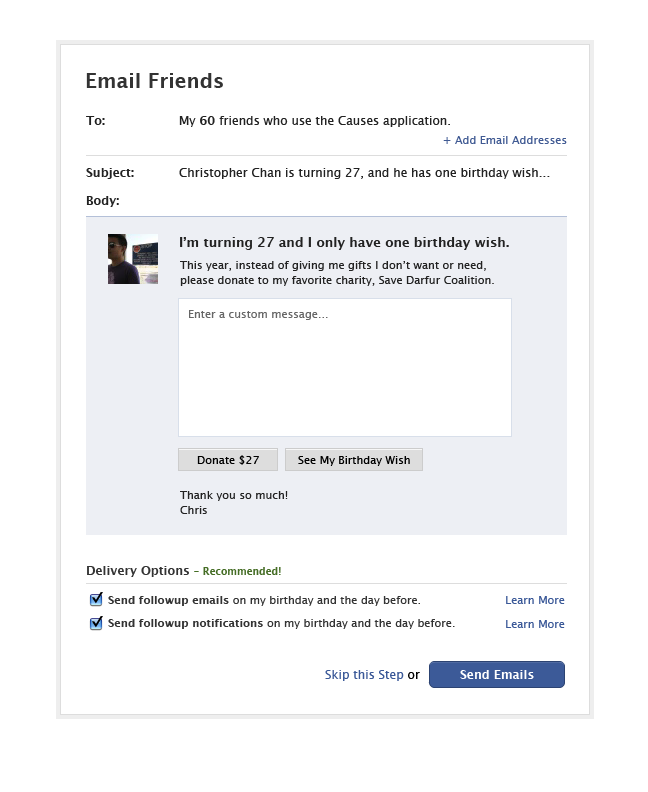 Email Friends
To: My 60 friends who use the Causes application.
+ Add Email Addresses
Subject: Christopher Chan is turning 27, and he has one birthday wish...
Body:
I’m turning 27 and I only have one birthday wish.
This year, instead of giving me gifts I don’t want or need,
please donate to my favorite charity, Save Darfur Coalition.
Enter a custom message...
Donate $27 See My Birthday Wish
Thank you so much!
Chris
Delivery Options – Recommended!
Send followup emails on my birthday and the day before. Learn More
Send followup notifications on my birthday and the day before. Learn More
Skip this Step or Send Emails